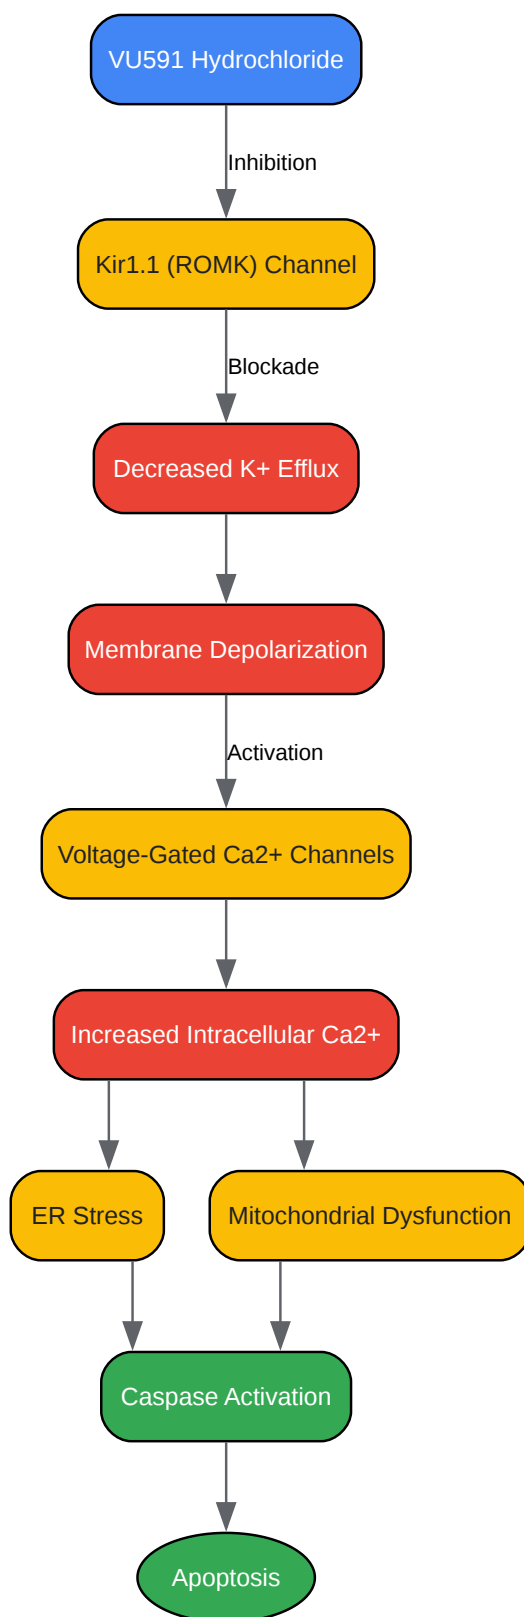 VU591 Hydrochloride
Inhibition
Kir1.1 (ROMK) Channel
Blockade
Decreased K+ Efflux
Membrane Depolarization
Activation
Voltage-Gated Ca2+ Channels
Increased Intracellular Ca2+
ER Stress
Mitochondrial Dysfunction
Caspase Activation
Apoptosis